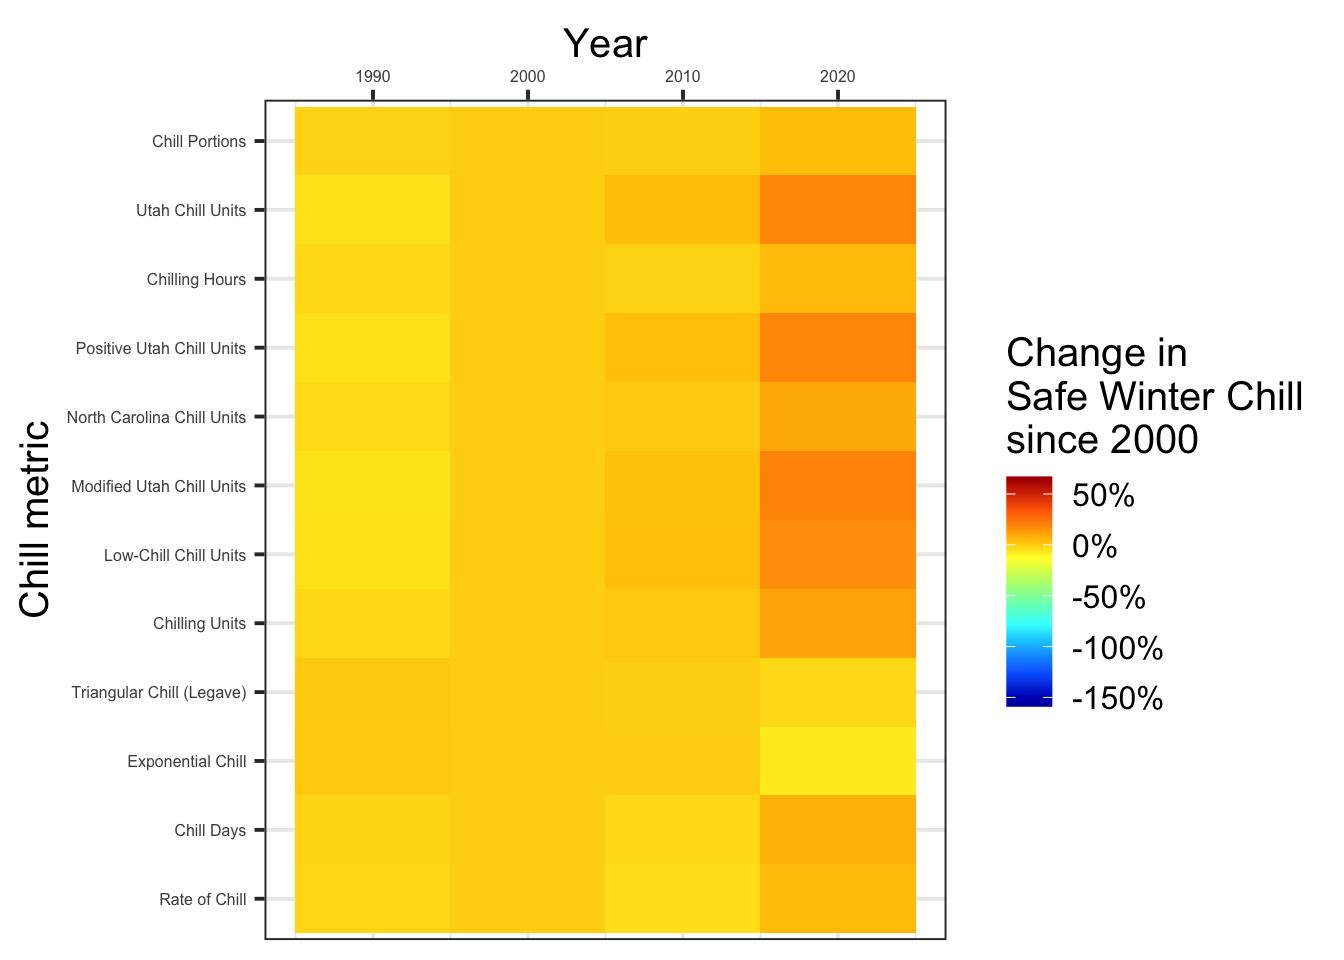 Year
1990 2000 2010 2020
Chill Portions
Utah Chill Units
Chilling Hours
Positive Utah Chill Units
North Carolina Chill Units
Modified Utah Chill Units
Low-Chill Chill Units
Chilling Units
Triangular Chill (Legave)
Exponential Chill
Chill Days
Rate of Chill
Chill metric
Change in
Safe Winter Chill
since 2000
50%
0%
-50%
-100%
-150%